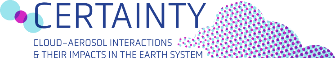 CERTAINTY
CLOUD–AEROSOL INTERACTIONS
& THEIR IMPACTS IN THE EARTH SYSTEM